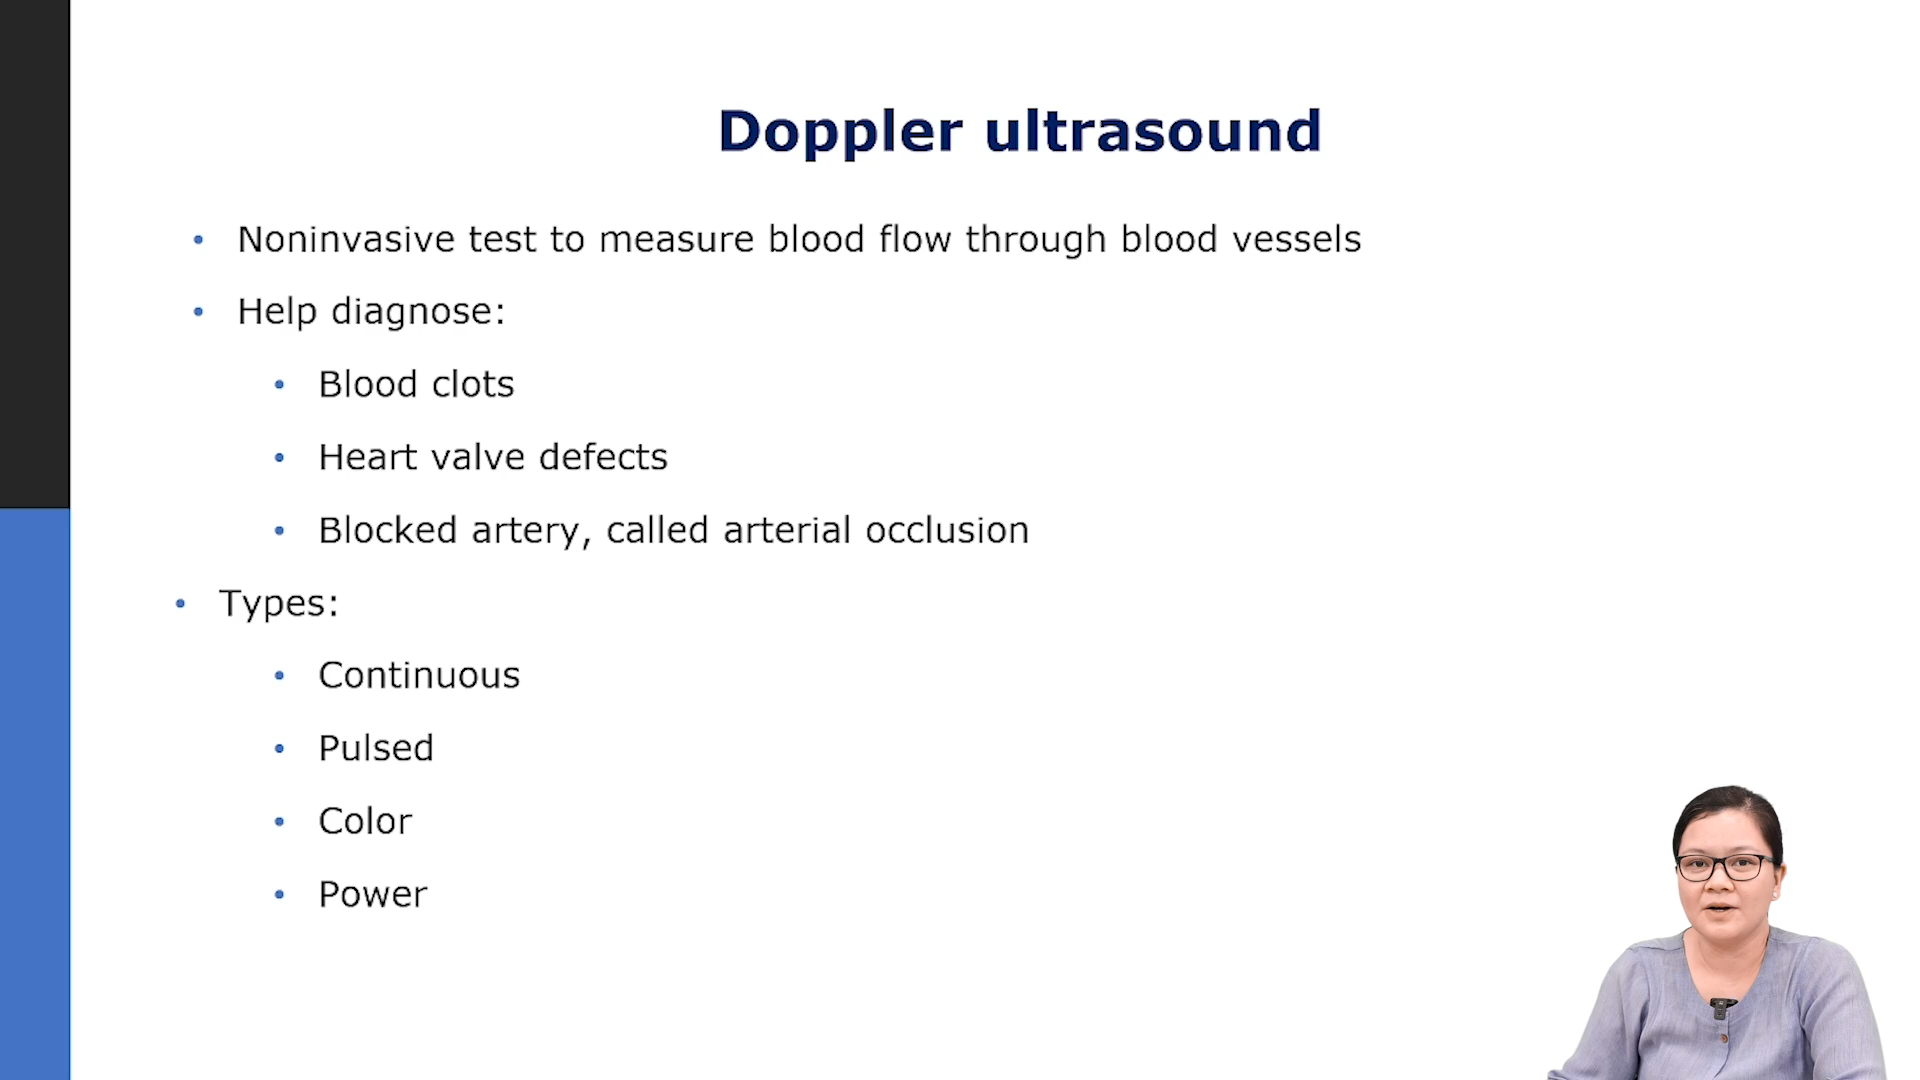 Doppler ultrasound
• Noninvasive test to measure blood flow through blood vessels
• Help diagnose:
• Blood clots
• Heart valve defects
• Blocked artery, called arterial occlusion
• Types:
• Continuous
• Pulsed
• Color
• Power